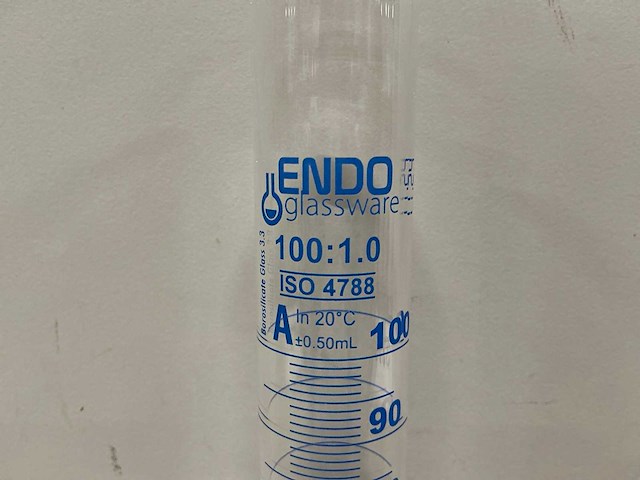 ENDO
glassware
Borosilicate Glass 3.3
100:1.0
ISO 4788
A In 20°C
±0.50mL
100
90